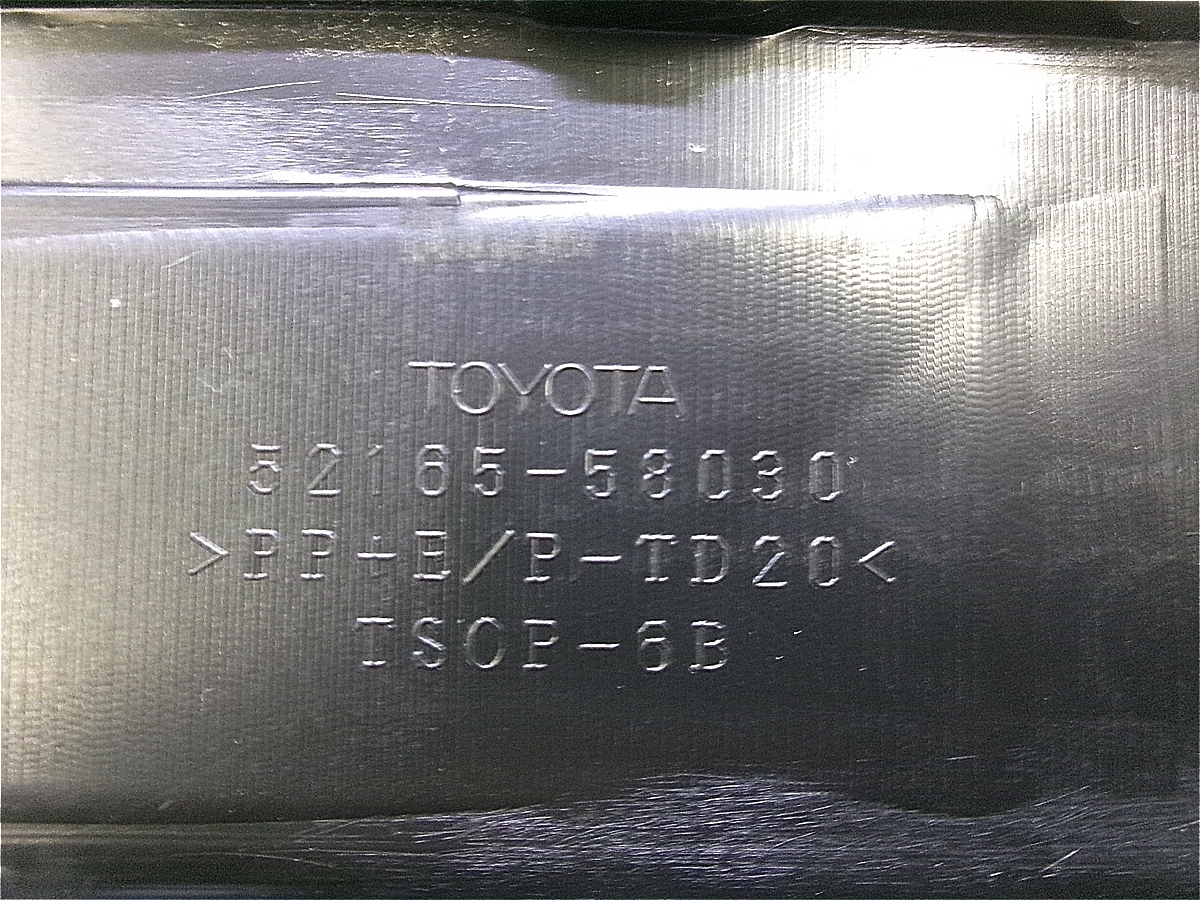 TOYOTA
52165-58030
>PP+E/P-TD20<
TSOP-6B